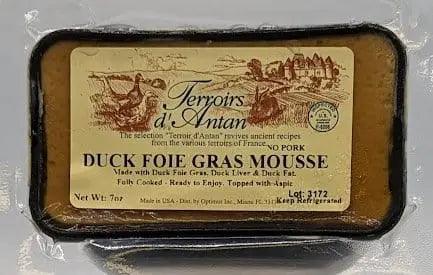 Terroirs
d'Antan
The selection "Terroir d'Antan" revives ancient recipes
from the various terroirs of France.
NO PORK
DUCK FOIE GRAS MOUSSE
Made with Duck Foie Gras, Duck Liver & Duck Fat.
Fully Cooked - Ready to Enjoy. Topped with Aspic
Lot: 3172
Net Wt: 7oz
Made in USA - Dist. by Optimus Inc., Miami FL
Keep Refrigerated